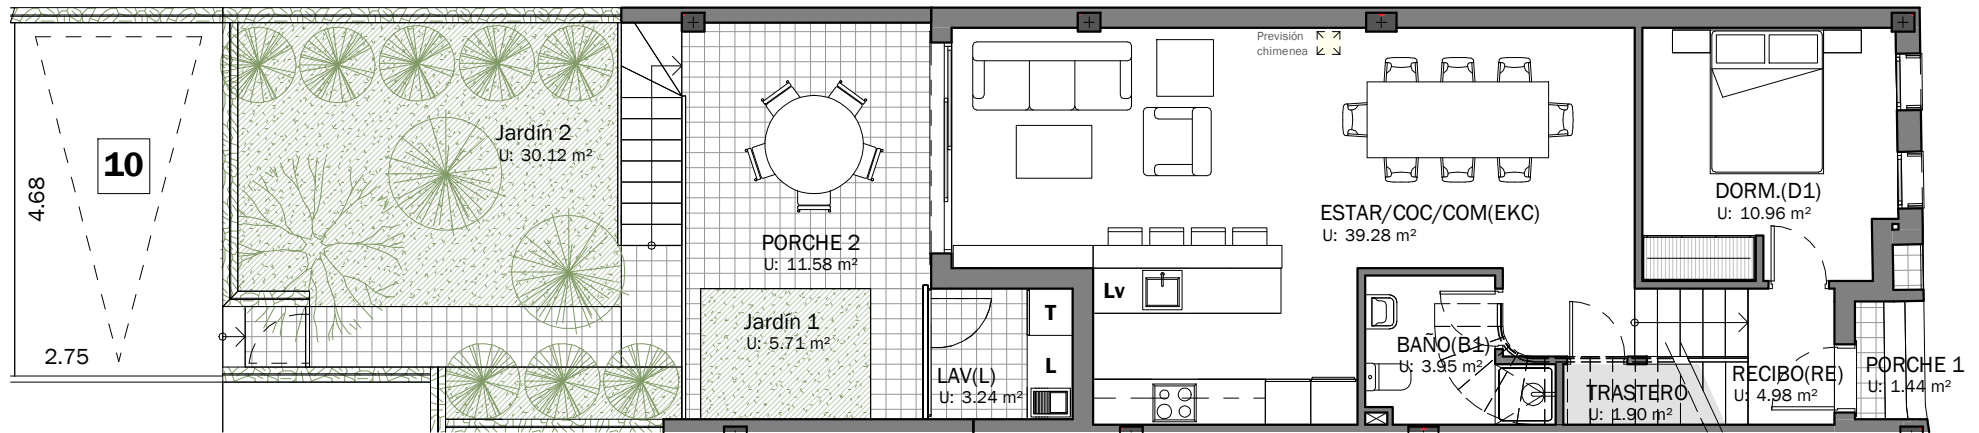 10
4.68
2.75
Jardín 2
U: 30.12 m²
PORCHE 2
U: 11.58 m²
Jardín 1
U: 5.71 m²
LAV(L)
U: 3.24 m²
T
L
Lv
Previsión
chimenea
ESTAR/COC/COM(EKC)
U: 39.28 m²
BAÑO(B1)
U: 3.95 m²
TRASTERO
U: 1.90 m²
DORM.(D1)
U: 10.96 m²
RECIBO(RE)
U: 4.98 m²
PORCHE 1
U: 1.44 m²